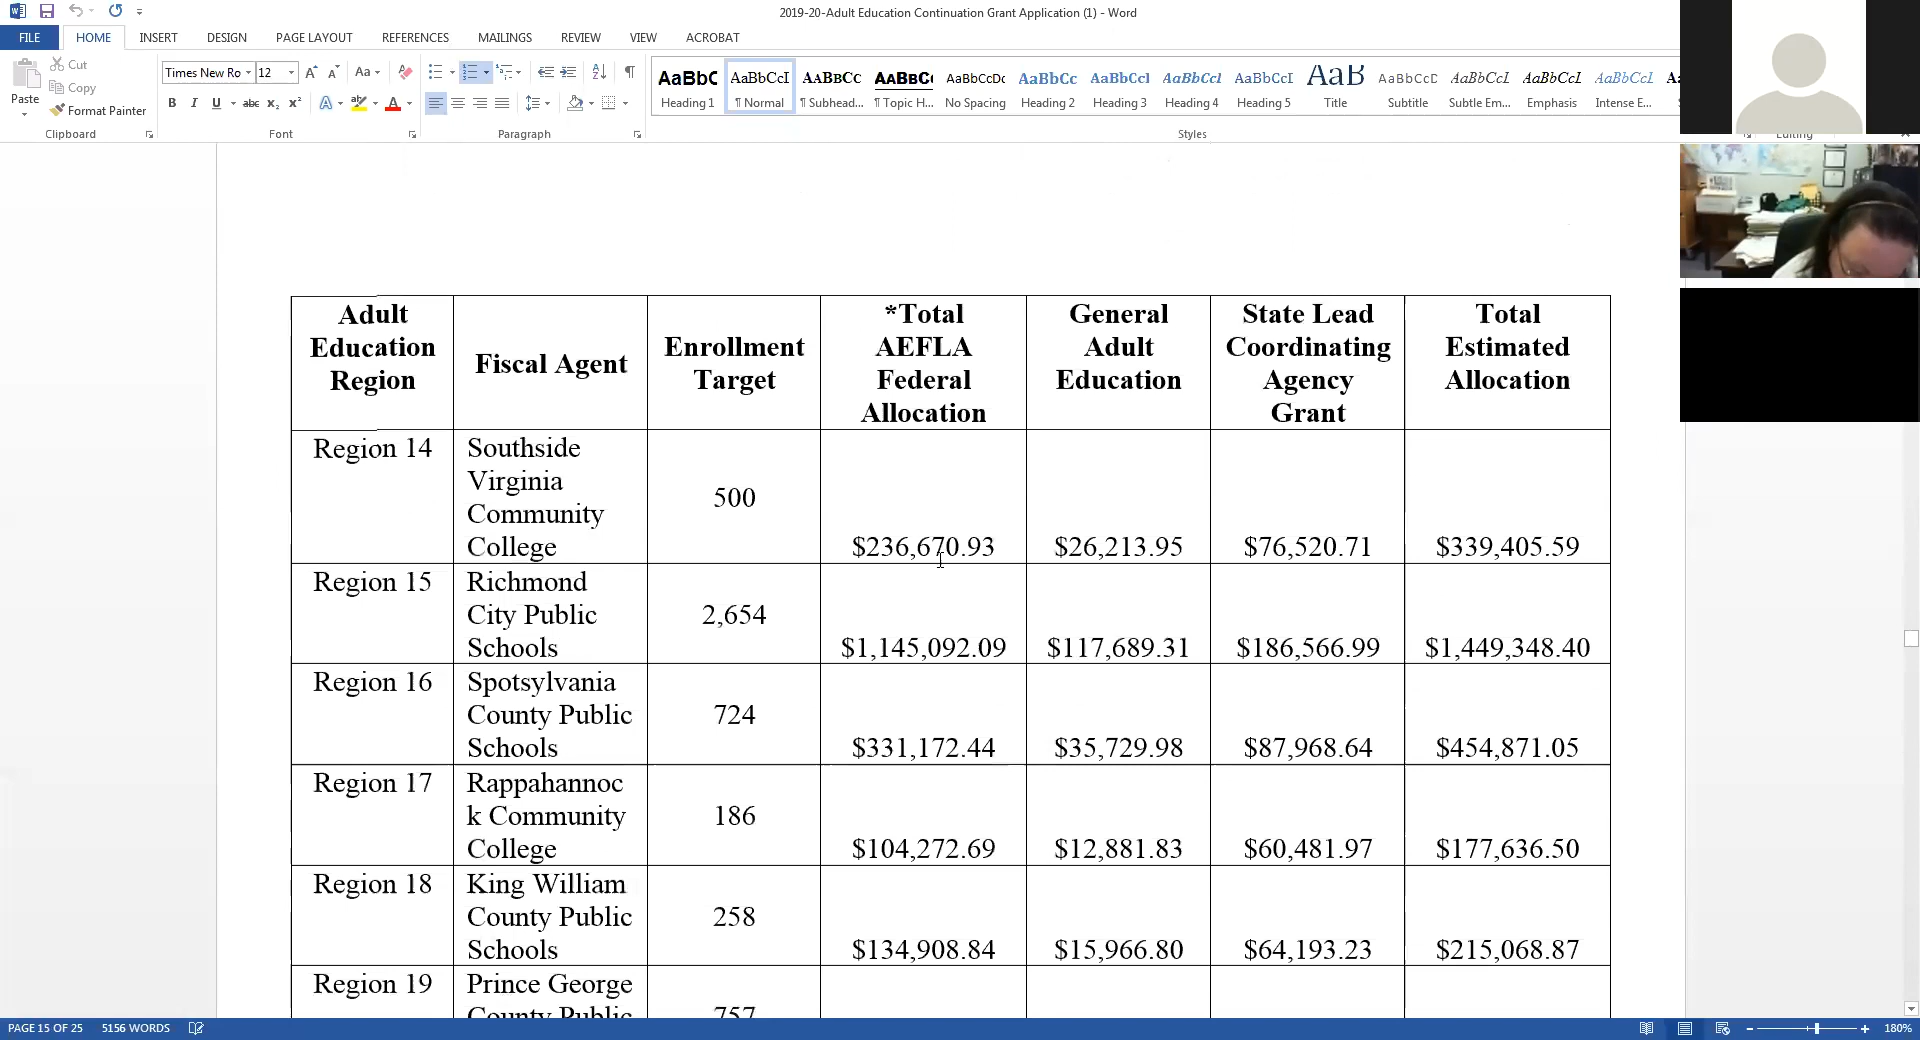 2019-20-Adult Education Continuation Grant Application (1) - Word
FILE HOME INSERT DESIGN PAGE LAYOUT REFERENCES MAILINGS REVIEW VIEW ACROBAT
Paste
Cut
Copy
Format Painter
Clipboard
Times New Ro 12
Font
Paragraph
AaBbC AaBbCcI AaBbCc AaBbC AaBbCcDc AaBbCc AaBbCcI AaBbCcI AaBbCcI AaB AaBbCcD AaBbCcL AaBbCcL AaBbCcL
Heading 1 ¶ Normal ¶ Subhead... ¶ Topic H... No Spacing Heading 2 Heading 3 Heading 4 Heading 5 Title Subtitle Subtle Em... Emphasis Intense E...
Styles
Editing
Adult
Education
Region
Fiscal Agent
Enrollment
Target
*Total
AEFLA
Federal
Allocation
General
Adult
Education
State Lead
Coordinating
Agency
Grant
Total
Estimated
Allocation
Region 14
Southside
Virginia
Community
College
500
$236,670.93
$26,213.95
$76,520.71
$339,405.59
Region 15
Richmond
City Public
Schools
2,654
$1,145,092.09
$117,689.31
$186,566.99
$1,449,348.40
Region 16
Spotsylvania
County Public
Schools
724
$331,172.44
$35,729.98
$87,968.64
$454,871.05
Region 17
Rappahannoc
k Community
College
186
$104,272.69
$12,881.83
$60,481.97
$177,636.50
Region 18
King William
County Public
Schools
258
$134,908.84
$15,966.80
$64,193.23
$215,068.87
Region 19
Prince George
County Public
757
PAGE 15 OF 25 5156 WORDS
180%